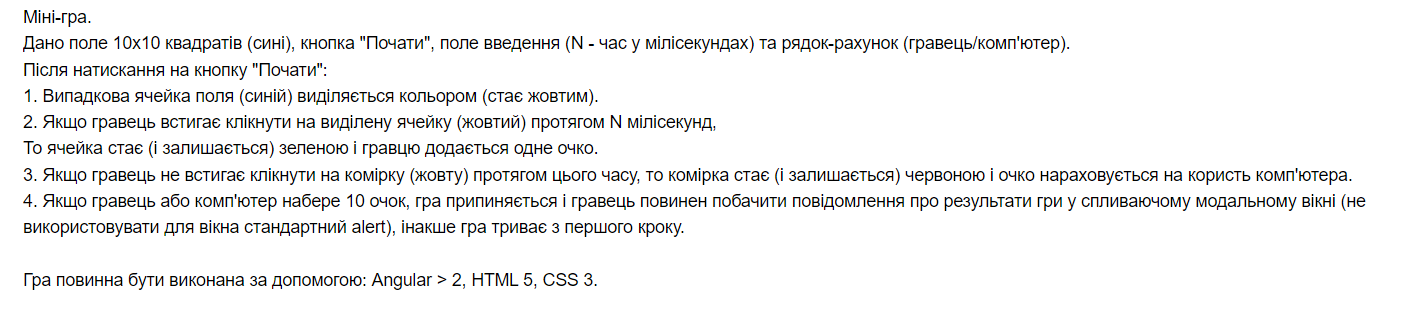 Міні-гра.
Дано поле 10х10 квадратів (сині), кнопка "Почати", поле введення (N - час у мілісекундах) та рядок-рахунок (гравець/комп'ютер).
Після натискання на кнопку "Почати":
1. Випадкова ячейка поля (синій) виділяється кольором (стає жовтим).
2. Якщо гравець встигає клікнути на виділену ячейку (жовтий) протягом N мілісекунд,
То ячейка стає (і залишається) зеленою і гравцю додається одне очко.
3. Якщо гравець не встигає клікнути на комірку (жовту) протягом цього часу, то комірка стає (і залишається) червоною і очко нараховується на користь комп'ютера.
4. Якщо гравець або комп'ютер набере 10 очок, гра припиняється і гравець повинен побачити повідомлення про результати гри у спливаючому модальному вікні (не
використовувати для вікна стандартний alert), інакше гра триває з першого кроку.
Гра повинна бути виконана за допомогою: Angular > 2, HTML 5, CSS 3.